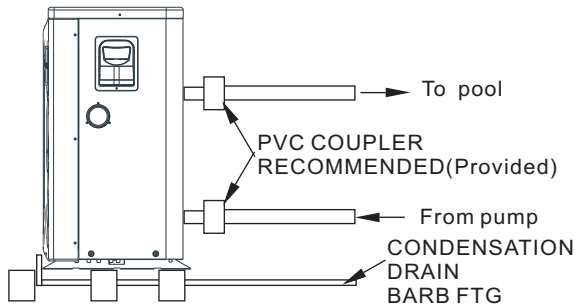 To pool
PVC COUPLER
RECOMMENDED(Provided)
From pump
CONDENSATION
DRAIN
BARB FTG